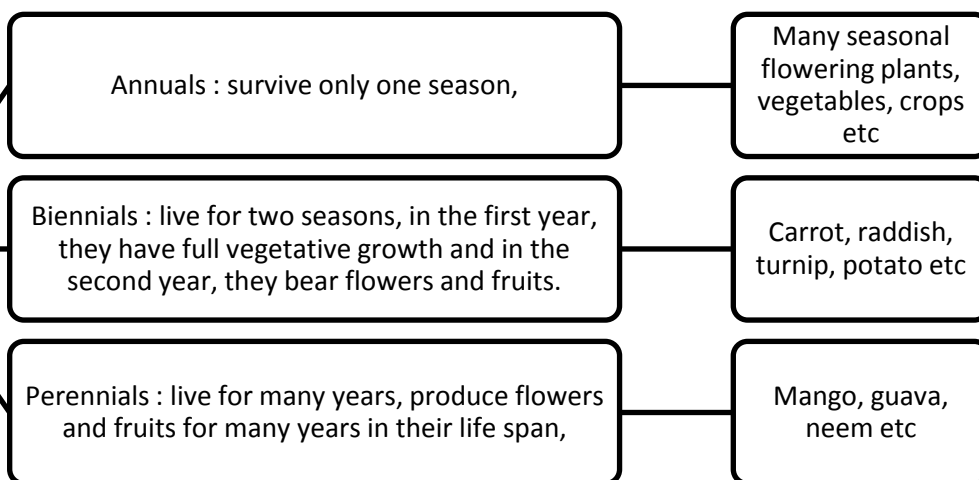 Annuals : survive only one season,
Many seasonal
flowering plants,
vegetables, crops
etc
Biennials : live for two seasons, in the first year,
they have full vegetative growth and in the
second year, they bear flowers and fruits.
Carrot, raddish,
turnip, potato etc
Perennials : live for many years, produce flowers
and fruits for many years in their life span,
Mango, guava,
neem etc